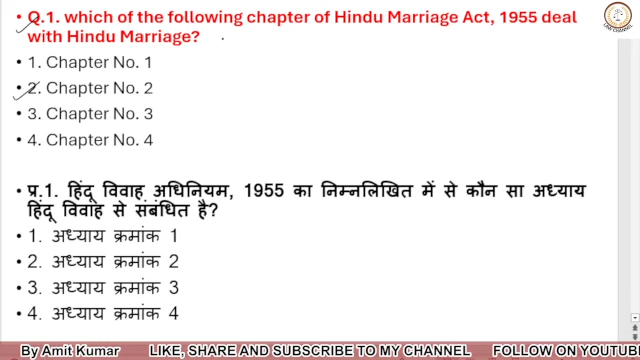 • Q.1. which of the following chapter of Hindu Marriage Act, 1955 deal
with Hindu Marriage?
• 1. Chapter No. 1
• 2. Chapter No. 2
• 3. Chapter No. 3
• 4. Chapter No. 4
• प्र.1. हिंदू विवाह अधिनियम, 1955 का निम्नलिखित में से कौन सा अध्याय
हिंदू विवाह से संबंधित है?
• 1. अध्याय क्रमांक 1
• 2. अध्याय क्रमांक 2
• 3. अध्याय क्रमांक 3
• 4. अध्याय क्रमांक 4
By Amit Kumar LIKE, SHARE AND SUBSCRIBE TO MY CHANNEL FOLLOW ON YOUTUBE